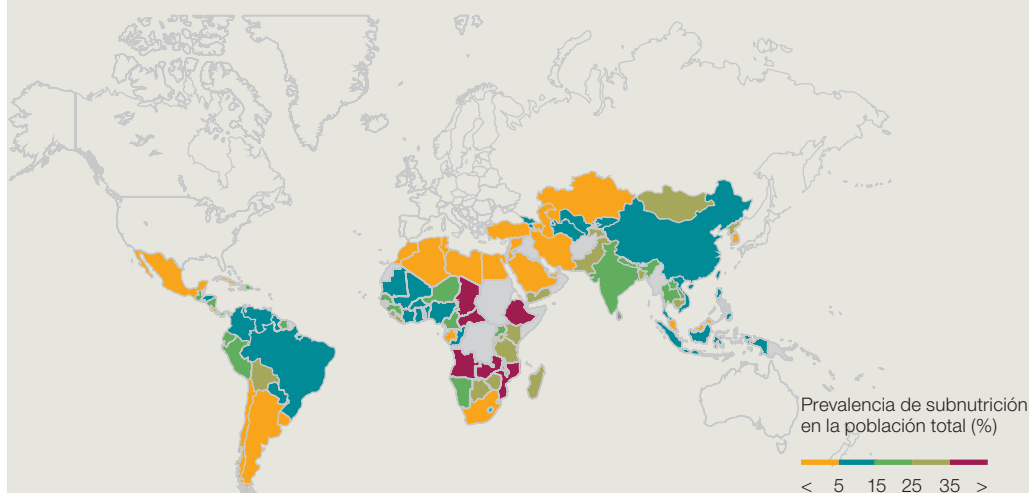 Prevalencia de subnutrición
en la población total (%)
< 5 15 25 35 >